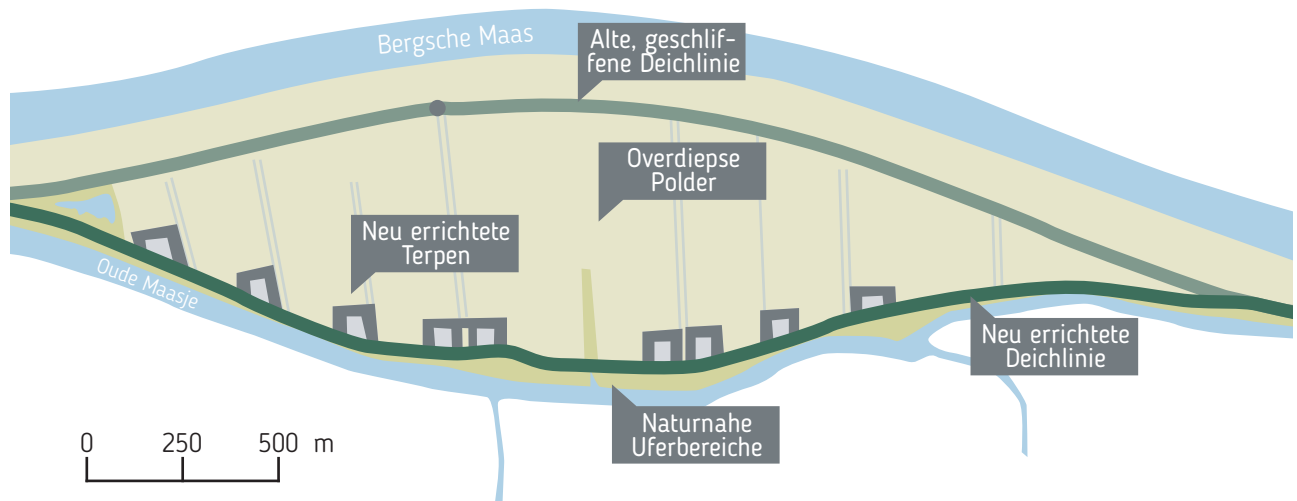 Bergsche Maas
Alte, geschlif-
fene Deichlinie
Overdiepse
Polder
Neu errichtete
Terpen
Oude Maasje
Neu errichtete
Deichlinie
Naturnahe
Uferbereiche
0 250 500 m